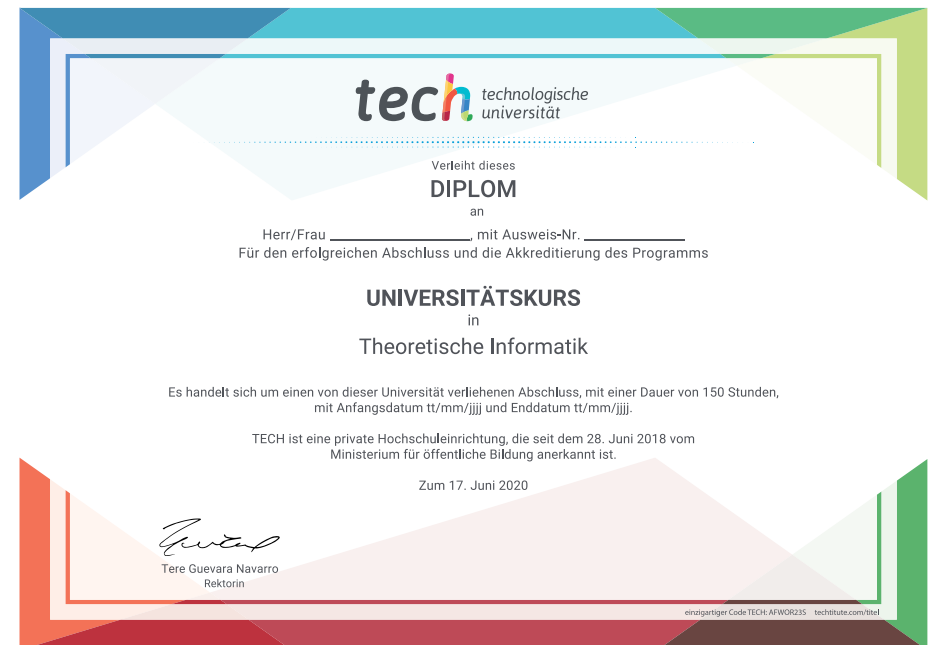 tech technologische
universität
Verleiht dieses
DIPLOM
an
Herr/Frau ____________________, mit Ausweis-Nr. __________________
Für den erfolgreichen Abschluss und die Akkreditierung des Programms
UNIVERSITÄTSKURS
in
Theoretische Informatik
Es handelt sich um einen von dieser Universität verliehenen Abschluss, mit einer Dauer von 150 Stunden,
mit Anfangsdatum tt/mm/jjjj und Enddatum tt/mm/jjjj.
TECH ist eine private Hochschuleinrichtung, die seit dem 28. Juni 2018 vom
Ministerium für öffentliche Bildung anerkannt ist.
Zum 17. Juni 2020
Tere Guevara Navarro
Rektorin
einzigartiger Code TECH: AFWOR23S techtitute.com/titel